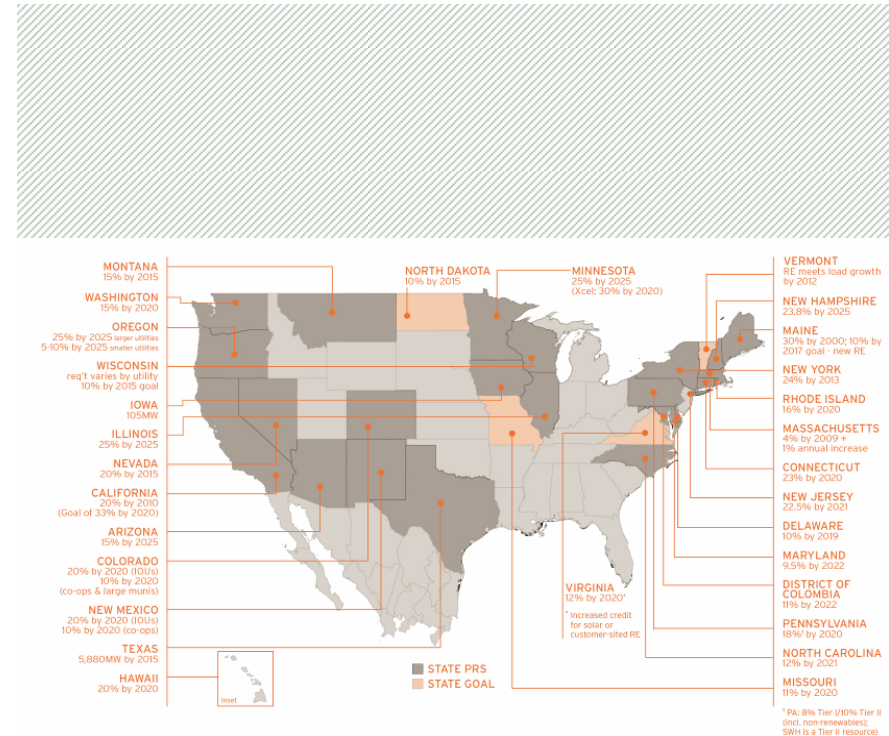 MONTANA
15% by 2015
WASHINGTON
15% by 2020
OREGON
25% by 2025 larger utilities
5-10% by 2025 smaller utilities
WISCONSIN
req't varies by utility
10% by 2015 goal
IOWA
105MW
ILLINOIS
25% by 2025
NEVADA
20% by 2015
CALIFORNIA
20% by 2010
(Goal of 33% by 2020)
ARIZONA
15% by 2025
COLORADO
20% by 2020 (IOUs)
10% by 2020
(co-ops & large munis)
NEW MEXICO
20% by 2020 (IOUs)
10% by 2020 (co-ops)
TEXAS
5,880MW by 2015
HAWAII
20% by 2020
Inset
NORTH DAKOTA
10% by 2015
MINNESOTA
25% by 2025
(Xcel: 30% by 2020)
VIRGINIA
12% by 2020*
* Increased credit
for solar or
customer-sited RE
STATE PRS
STATE GOAL
VERMONT
RE meets load growth
by 2012
NEW HAMPSHIRE
23,8% by 2025
MAINE
30% by 2000; 10% by
2017 goal - new RE
NEW YORK
24% by 2013
RHODE ISLAND
16% by 2020
MASSACHUSETTS
4% by 2009 +
1% annual increase
CONNECTICUT
23% by 2020
NEW JERSEY
22.5% by 2021
DELAWARE
10% by 2019
MARYLAND
9.5% by 2022
DISTRICT OF
COLOMBIA
11% by 2022
PENNSYLVANIA
18%¹ by 2020
NORTH CAROLINA
12% by 2021
MISSOURI
11% by 2020
¹ PA: 8% Tier I/10% Tier II
(incl. non-renewables);
SWH is a Tier II resource)